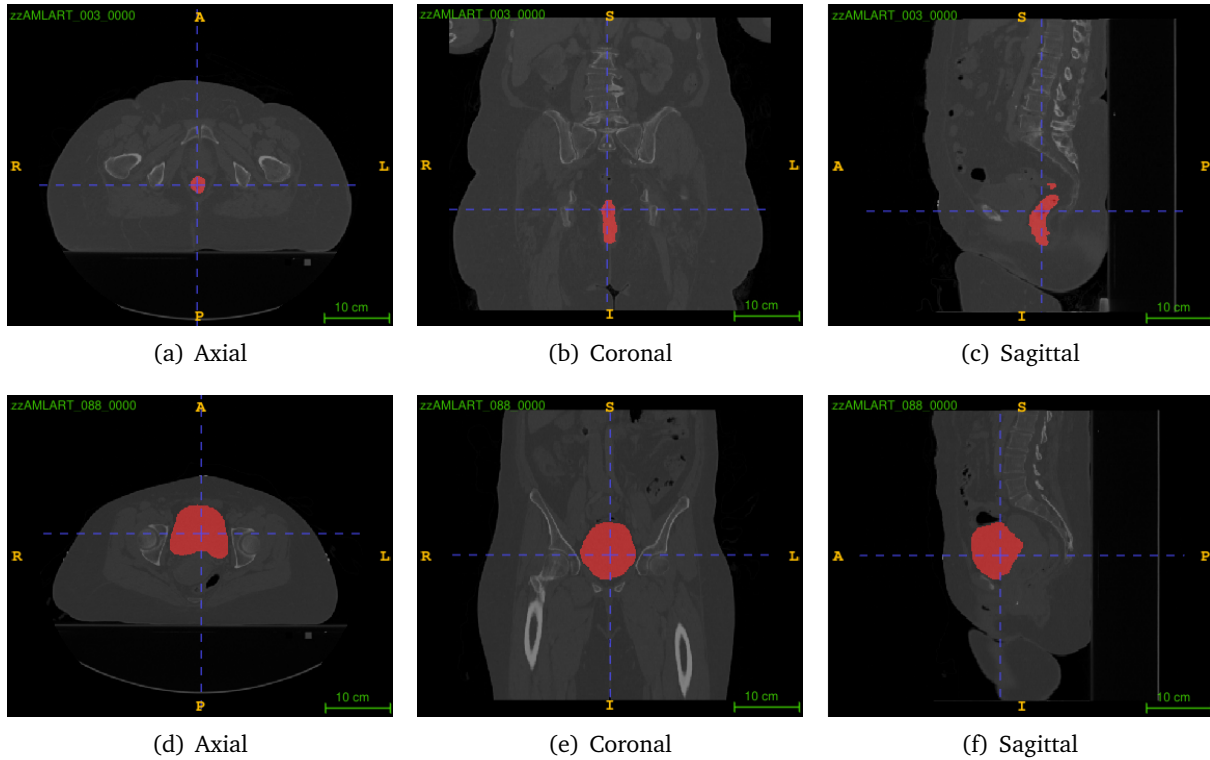 zzAMLART_003_0000
A
R
L
P
10 cm
zzAMLART_003_0000
S
R
L
I
10 cm
zzAMLART_003_0000
S
A
P
I
10 cm
(a) Axial
(b) Coronal
(c) Sagittal
zzAMLART_088_0000
A
R
L
P
10 cm
zzAMLART_088_0000
S
R
L
I
10 cm
zzAMLART_088_0000
S
A
P
I
10 cm
(d) Axial
(e) Coronal
(f) Sagittal